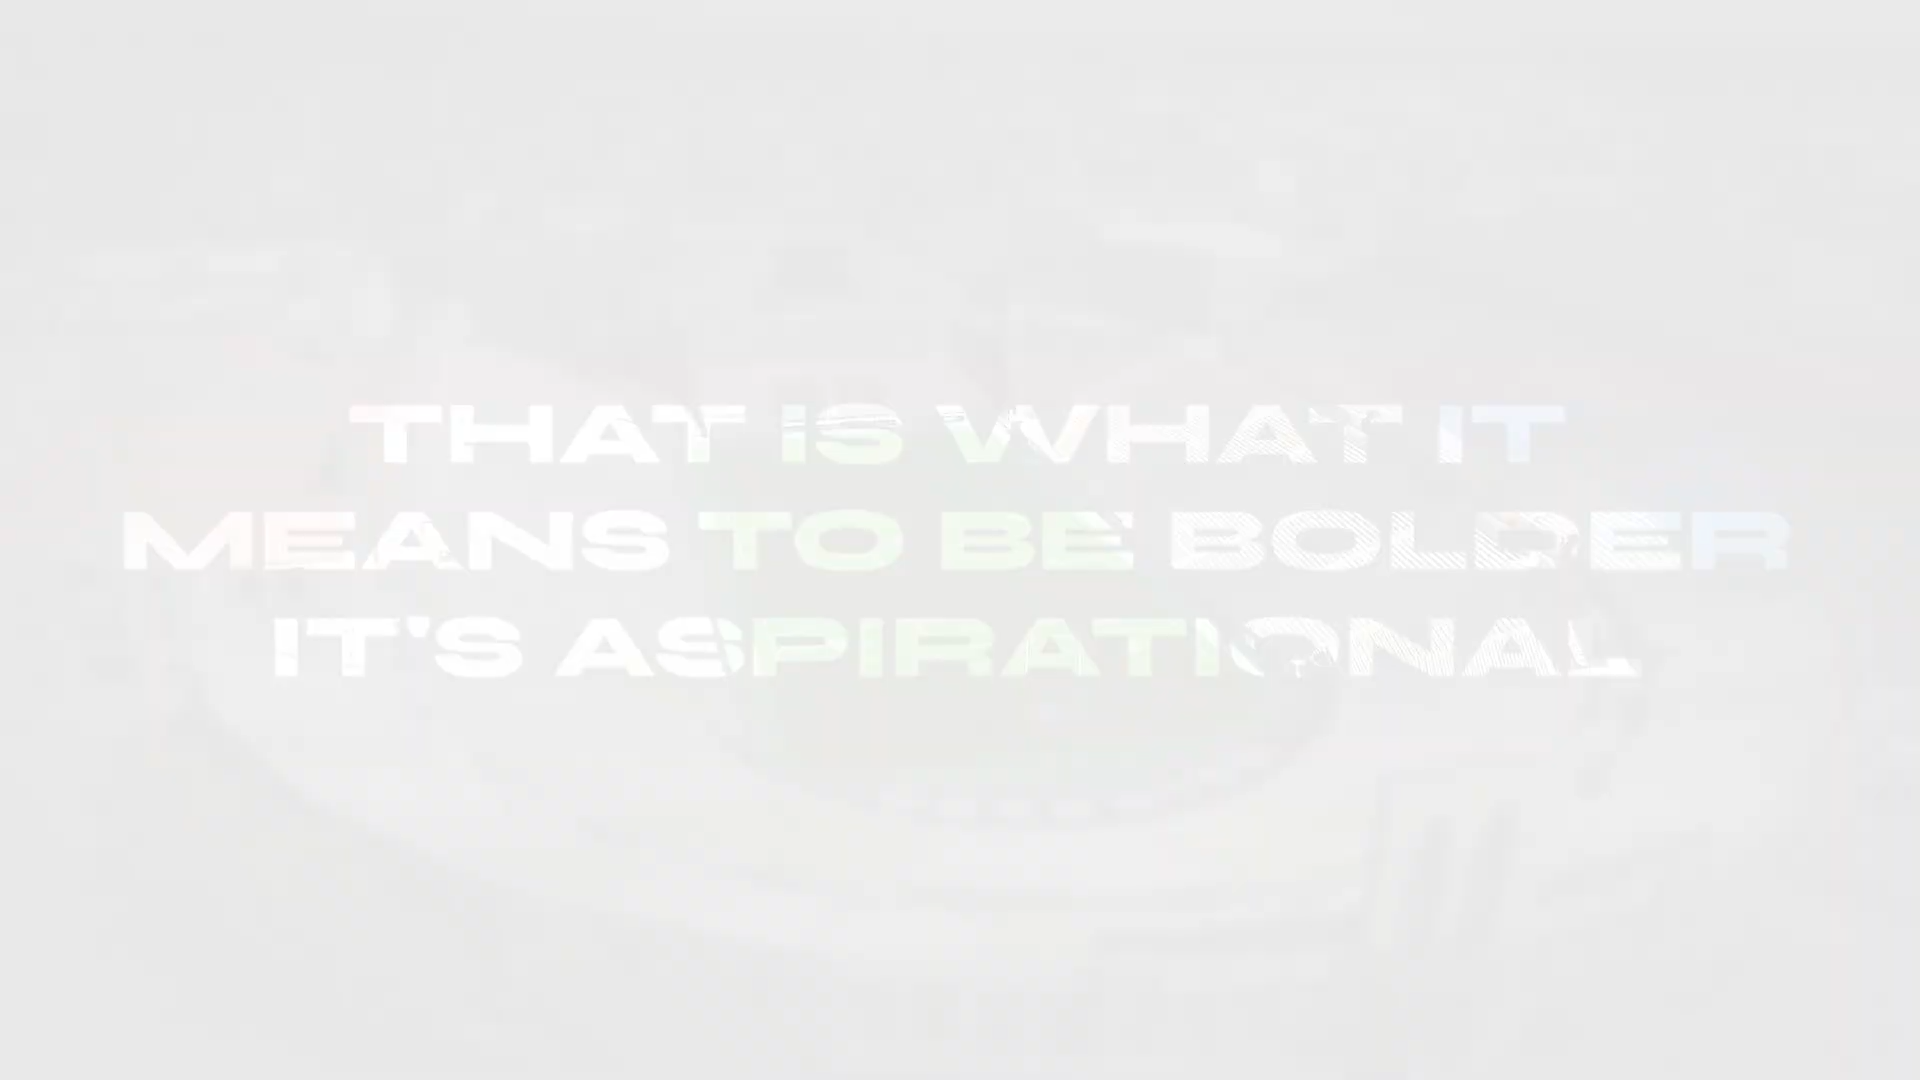 THAT IS WHAT IT
MEANS TO BE BOLDER
IT'S ASPIRATIONAL